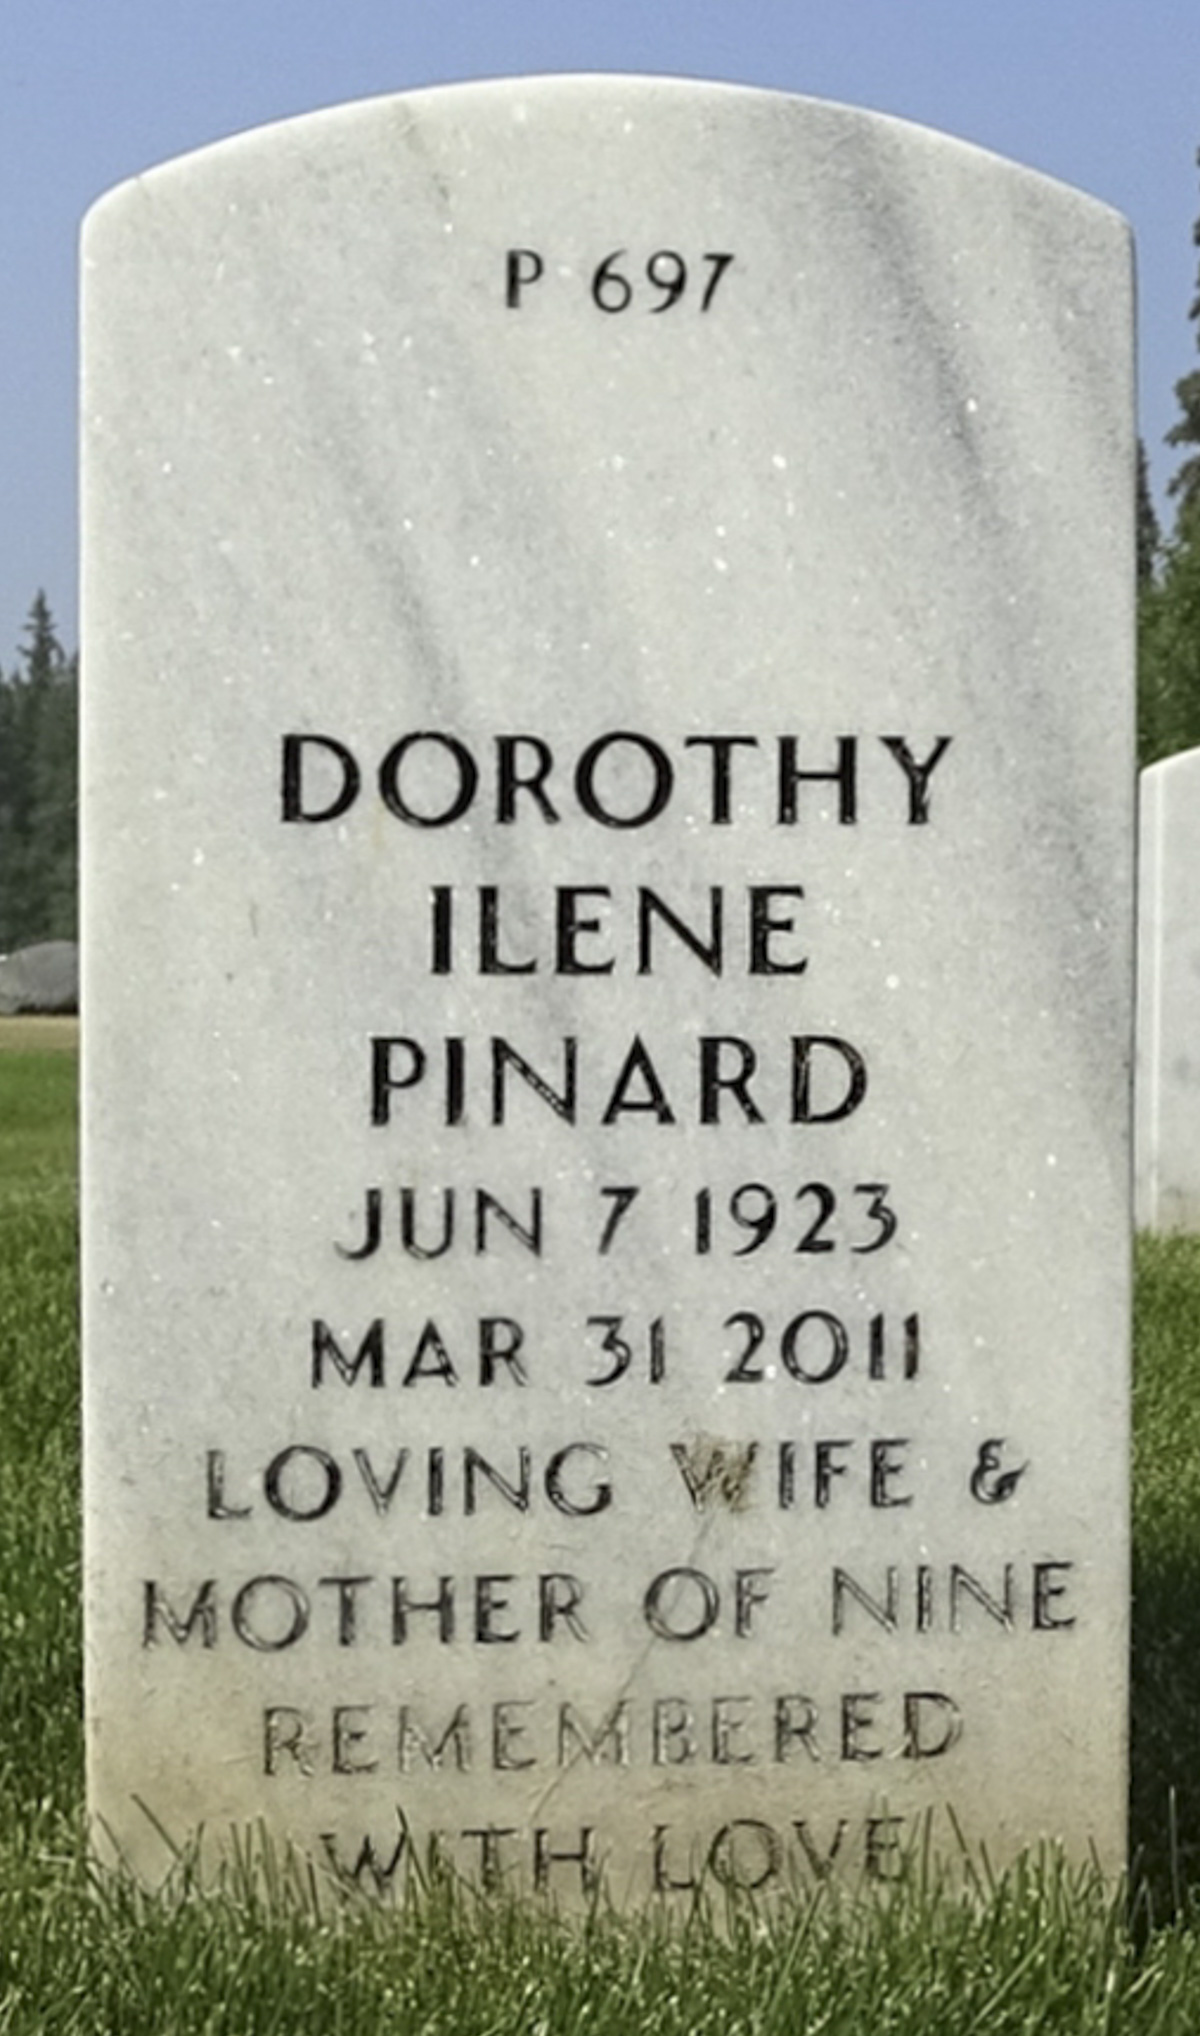 P 697
DOROTHY
ILENE
PINARD
JUN 7 1923
MAR 31 2011
LOVING WIFE &
MOTHER OF NINE
REMEMBERED
WITH LOVE